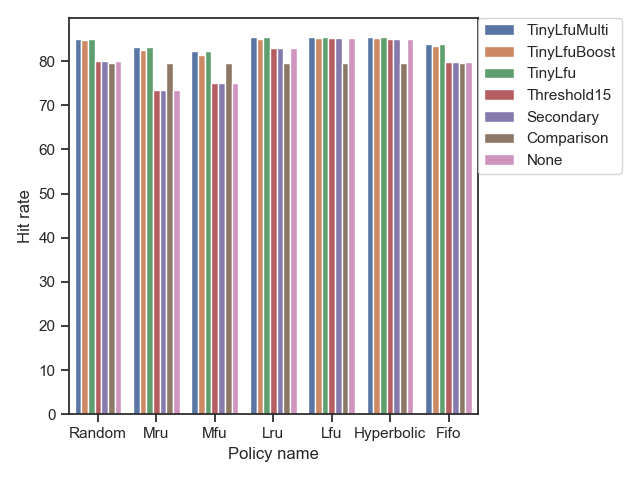 TinyLfuMulti
TinyLfuBoost
TinyLfu
Threshold15
Secondary
Comparison
None
80
70
60
50
40
30
20
10
0
Hit rate
Random Mru Mfu Lru Lfu Hyperbolic Fifo
Policy name